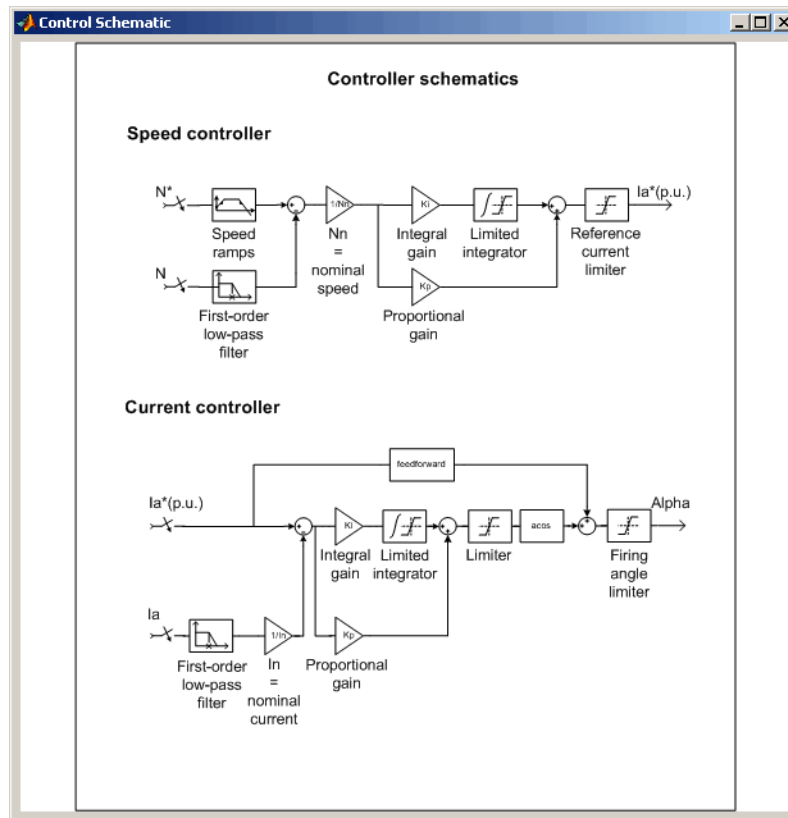 Control Schematic
Controller schematics
Speed controller
N*
Speed
ramps
1/Nn
Nn
=
nominal
speed
Ki
Integral
gain
Limited
integrator
Reference
current
limiter
Ia*(p.u.)
N
First-order
low-pass
filter
Kp
Proportional
gain
Current controller
feedforward
Ia*(p.u.)
Ki
Integral
gain
Limited
integrator
Limiter
acos
Firing
angle
limiter
Alpha
Ia
First-order
low-pass
filter
1/In
In
=
nominal
current
Kp
Proportional
gain